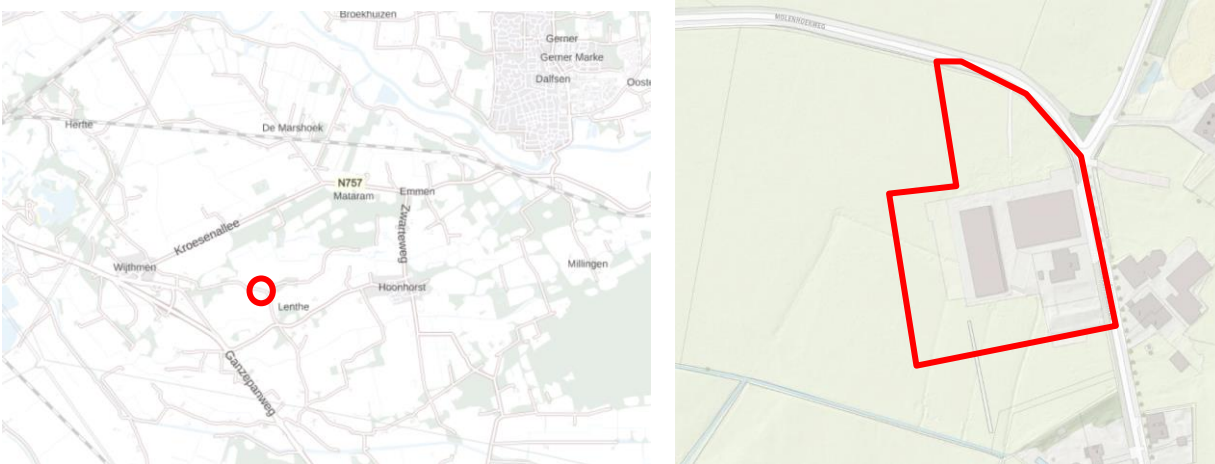 Broekhuizen
Gerner
Gerner Marke
Dalfsen
Herfte
De Marshoek
N757
Mataram
Emmen
Zwarteweg
Kroesenallee
Wijthmen
Millingen
Hoonhorst
Lenthe
Ganzepanweg
MOLENHOEKWEG